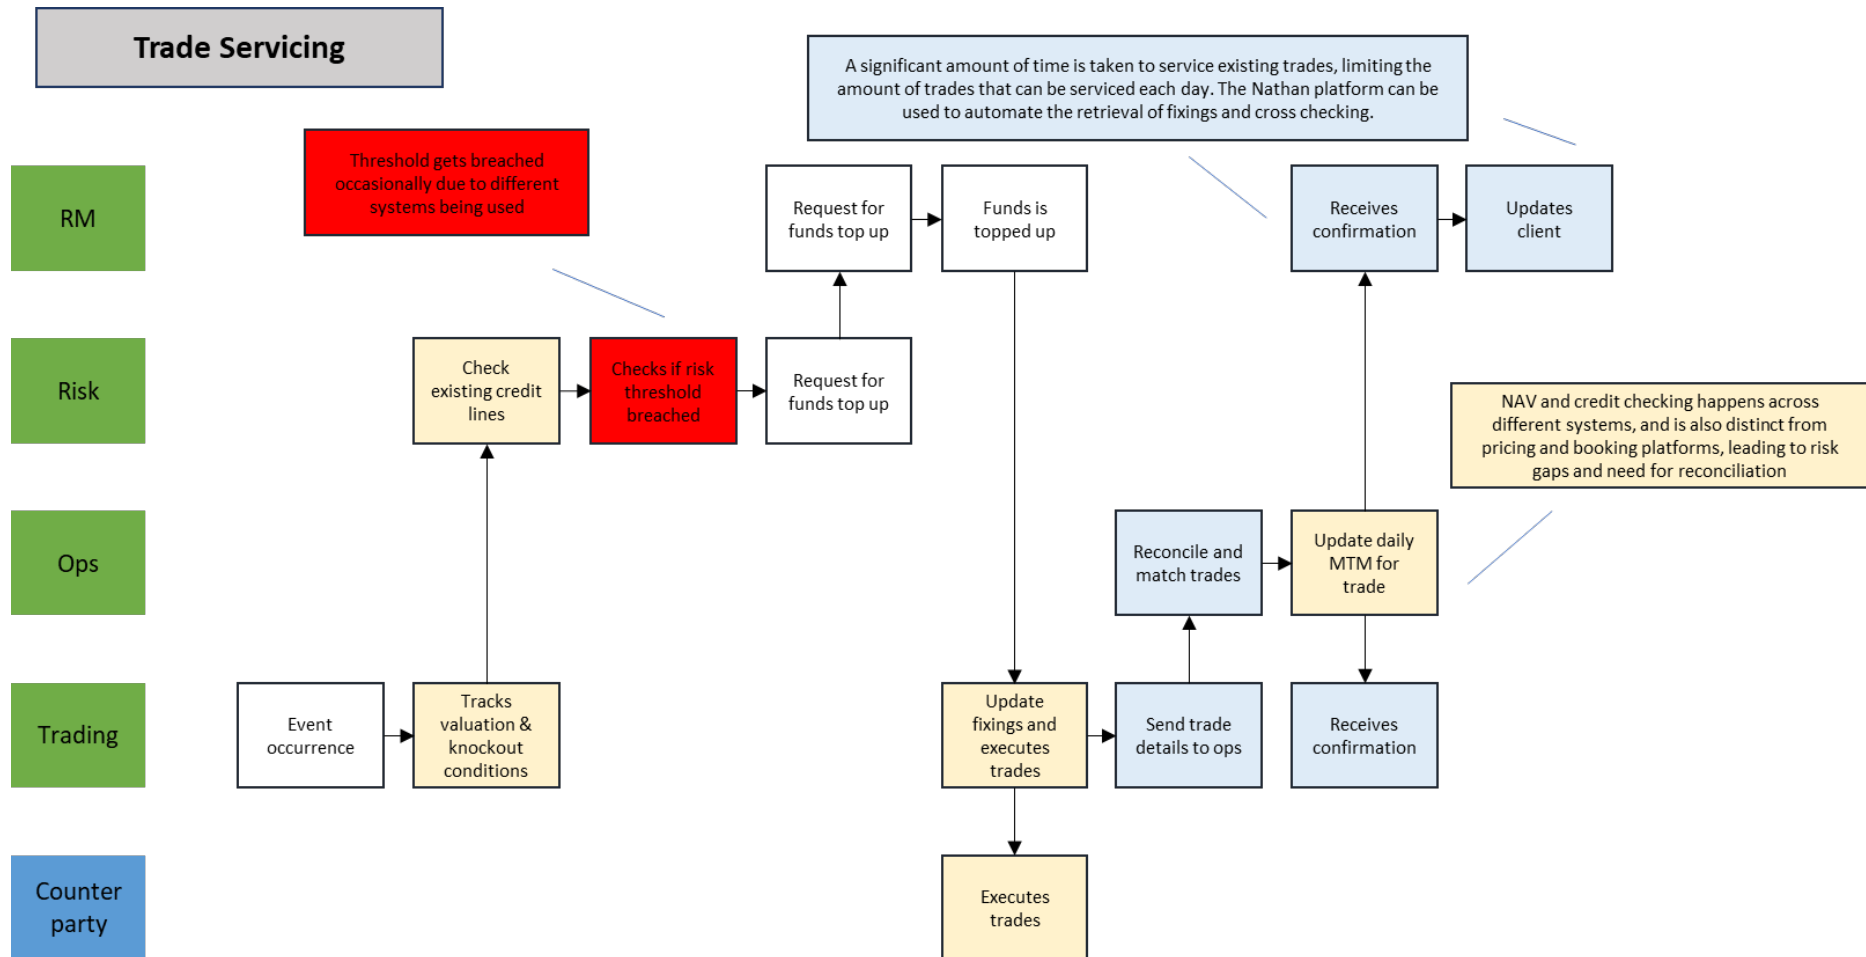 Trade Servicing
A significant amount of time is taken to service existing trades, limiting the
amount of trades that can be serviced each day. The Nathan platform can be
used to automate the retrieval of fixings and cross checking.
Threshold gets breached
occasionally due to different
systems being used
RM
Request for
funds top up
Funds is
topped up
Receives
confirmation
Updates
client
Risk
Check
existing credit
lines
Checks if risk
threshold
breached
Request for
funds top up
NAV and credit checking happens across
different systems, and is also distinct from
pricing and booking platforms, leading to risk
gaps and need for reconciliation
Ops
Reconcile and
match trades
Update daily
MTM for
trade
Trading
Event
occurrence
Tracks
valuation &
knockout
conditions
Update
fixings and
executes
trades
Send trade
details to ops
Receives
confirmation
Counter
party
Executes
trades